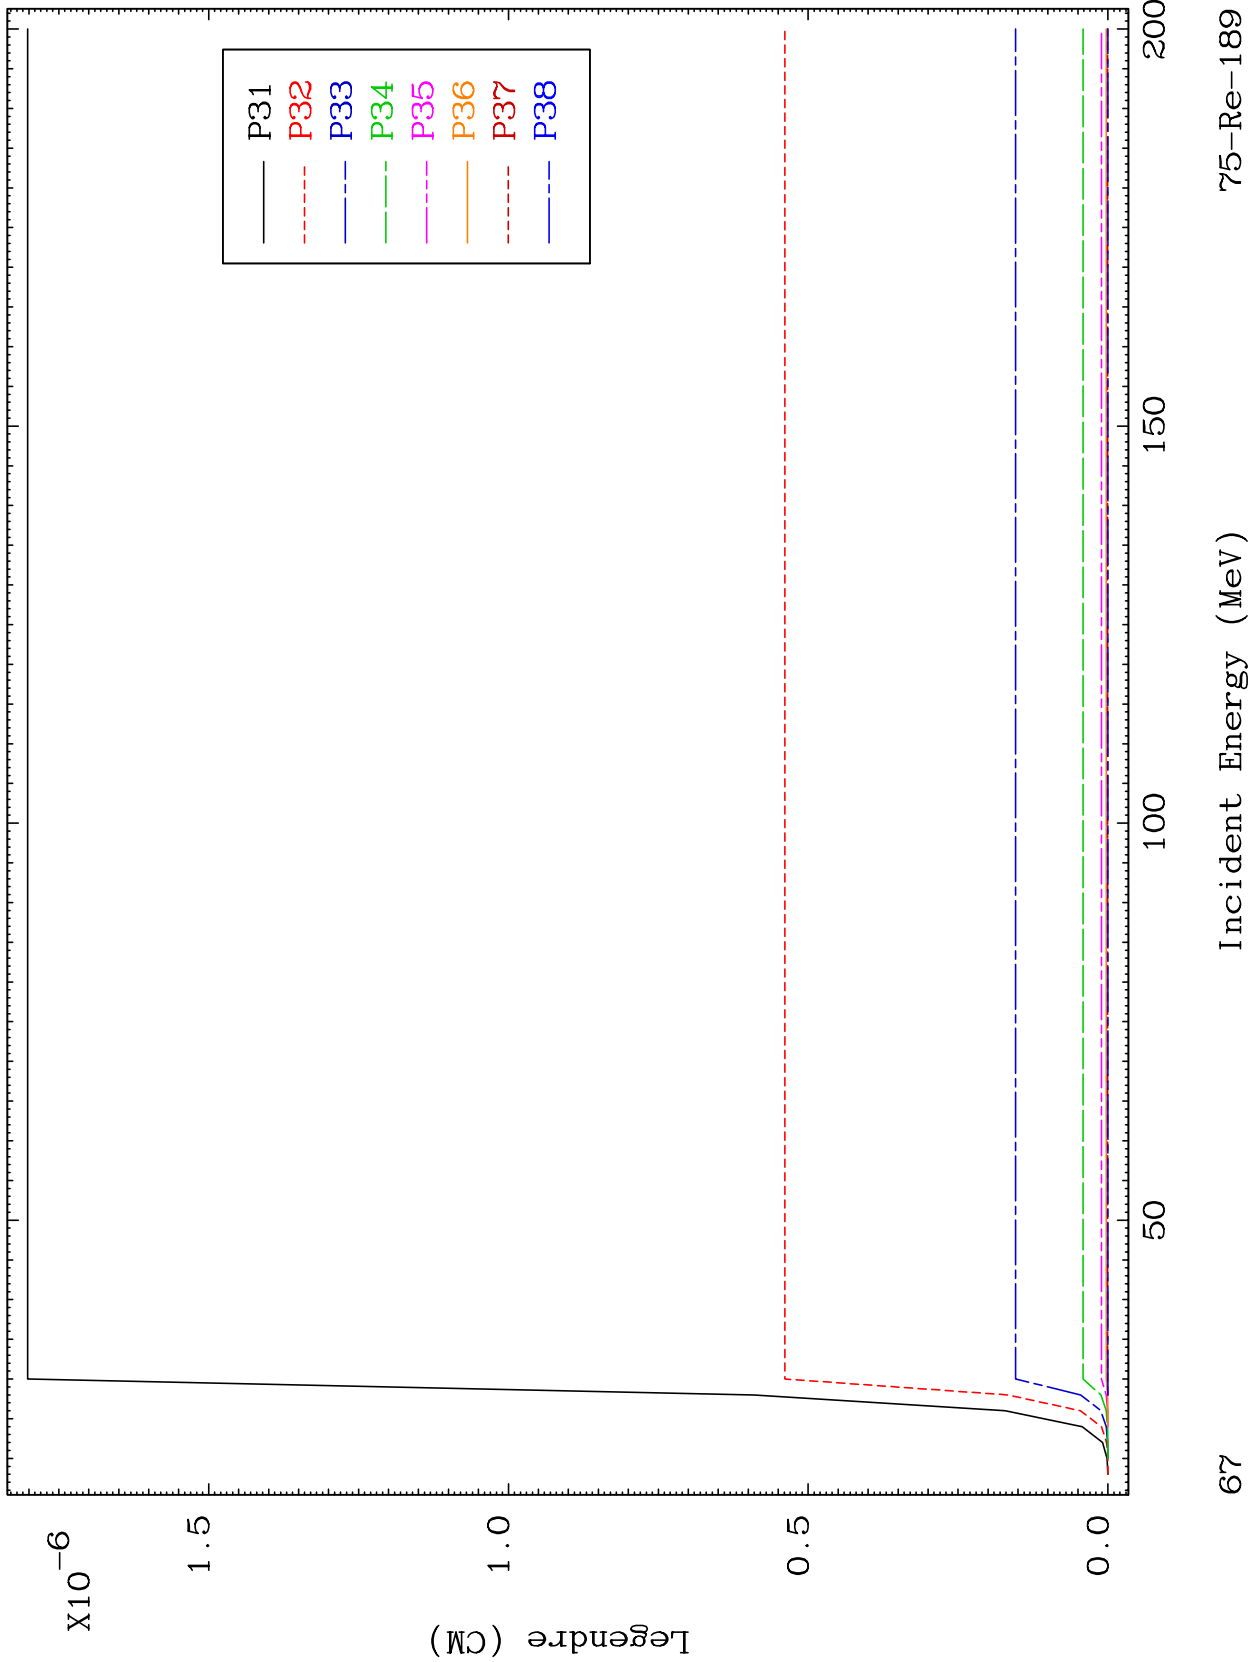 X10-6
1.5
1.0
0.5
0.0
Legendre (CM)
P31
P32
P33
P34
P35
P36
P37
P38
50
100
150
200
67
Incident Energy (MeV)
75-Re-189